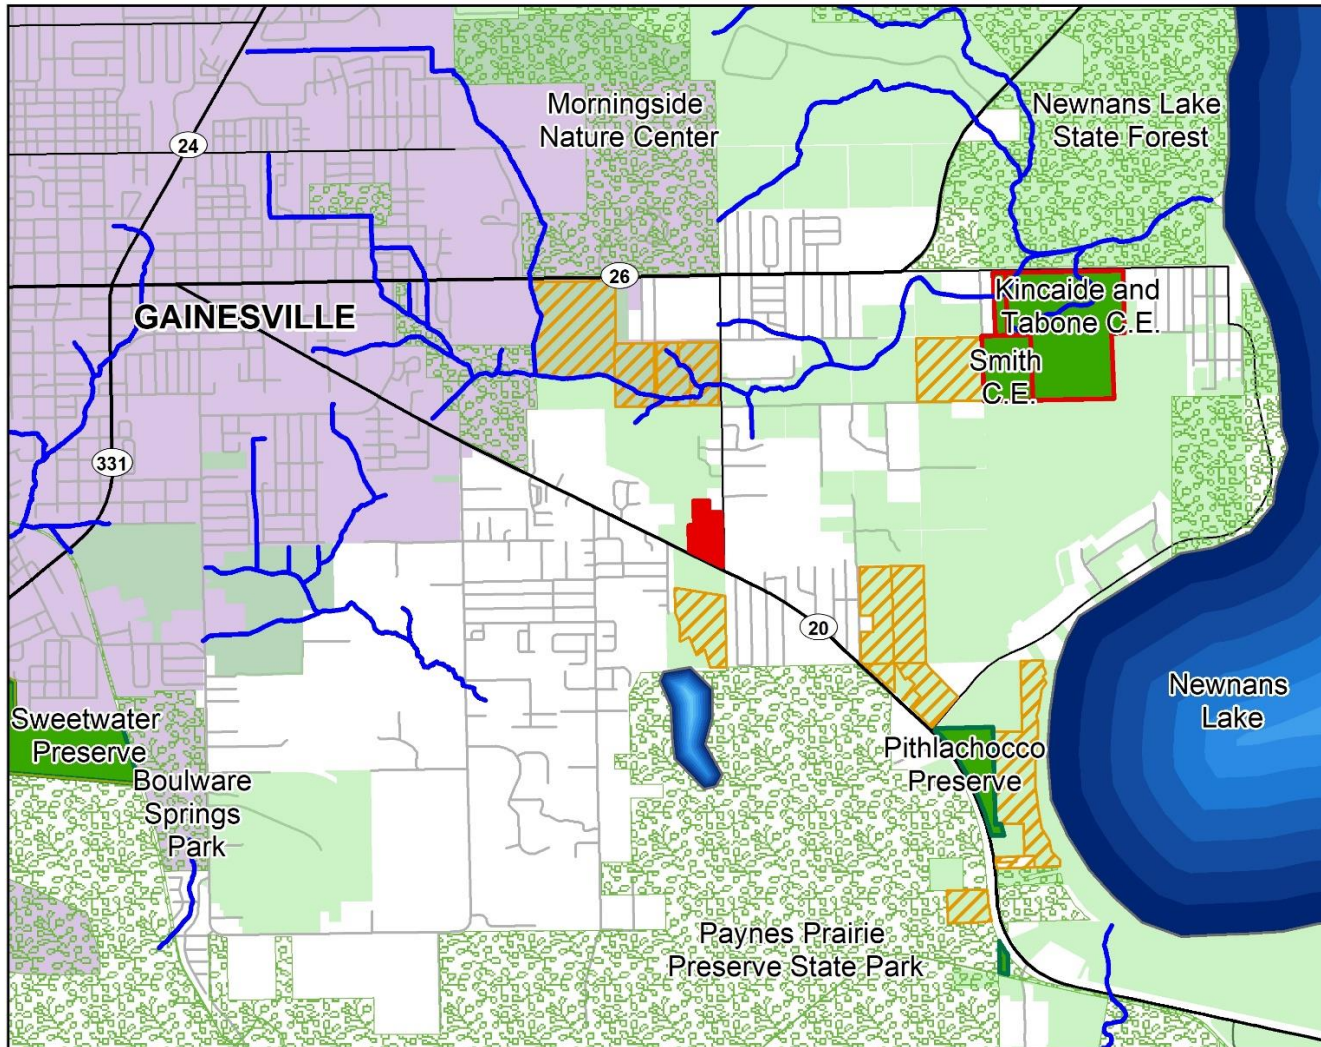 Morningside
Nature Center
Newnans Lake
State Forest
24
26
Kincaide and
Tabone C.E.
GAINESVILLE
Smith
C.E.
331
20
Newnans
Lake
Sweetwater
Preserve
Pithlachocco
Preserve
Boulware
Springs
Park
Paynes Prairie
Preserve State Park